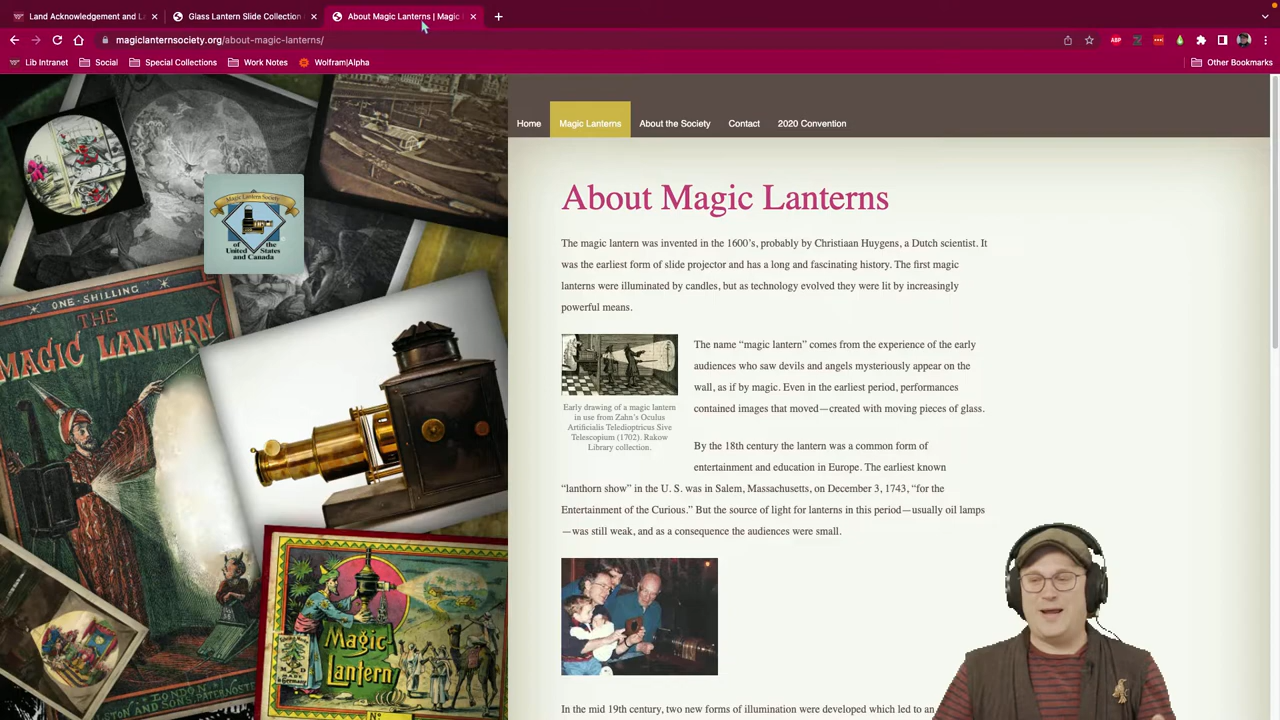 Land Acknowledgement and L
Glass Lantern Slide Collection
About Magic Lanterns | Magic
magiclanternsociety.org/about-magic-lanterns/
ABP
Lib Intranet
Social
Special Collections
Work Notes
Wolfram|Alpha
Other Bookmarks
Home
Magic Lanterns
About the Society
Contact
2020 Convention
Magic Lantern Society
of the
United States
and Canada
ONE-SHILLING
THE
MAGIC LANTERN
LONDON
Magic
Lantern
About Magic Lanterns
The magic lantern was invented in the 1600's, probably by Christiaan Huygens, a Dutch scientist. It
was the earliest form of slide projector and has a long and fascinating history. The first magic
lanterns were illuminated by candles, but as technology evolved they were lit by increasingly
powerful means.
Early drawing of a magic lantern
in use from Zahn's Oculus
Artificialis Teledioptricus Sive
Telescopium (1702). Rakow
Library collection.
The name “magic lantern” comes from the experience of the early
audiences who saw devils and angels mysteriously appear on the
wall, as if by magic. Even in the earliest period, performances
contained images that moved—created with moving pieces of glass.
By the 18th century the lantern was a common form of
entertainment and education in Europe. The earliest known
“lanthorn show” in the U. S. was in Salem, Massachusetts, on December 3, 1743, “for the
Entertainment of the Curious.” But the source of light for lanterns in this period—usually oil lamps
—was still weak, and as a consequence the audiences were small.
In the mid 19th century, two new forms of illumination were developed which led to an